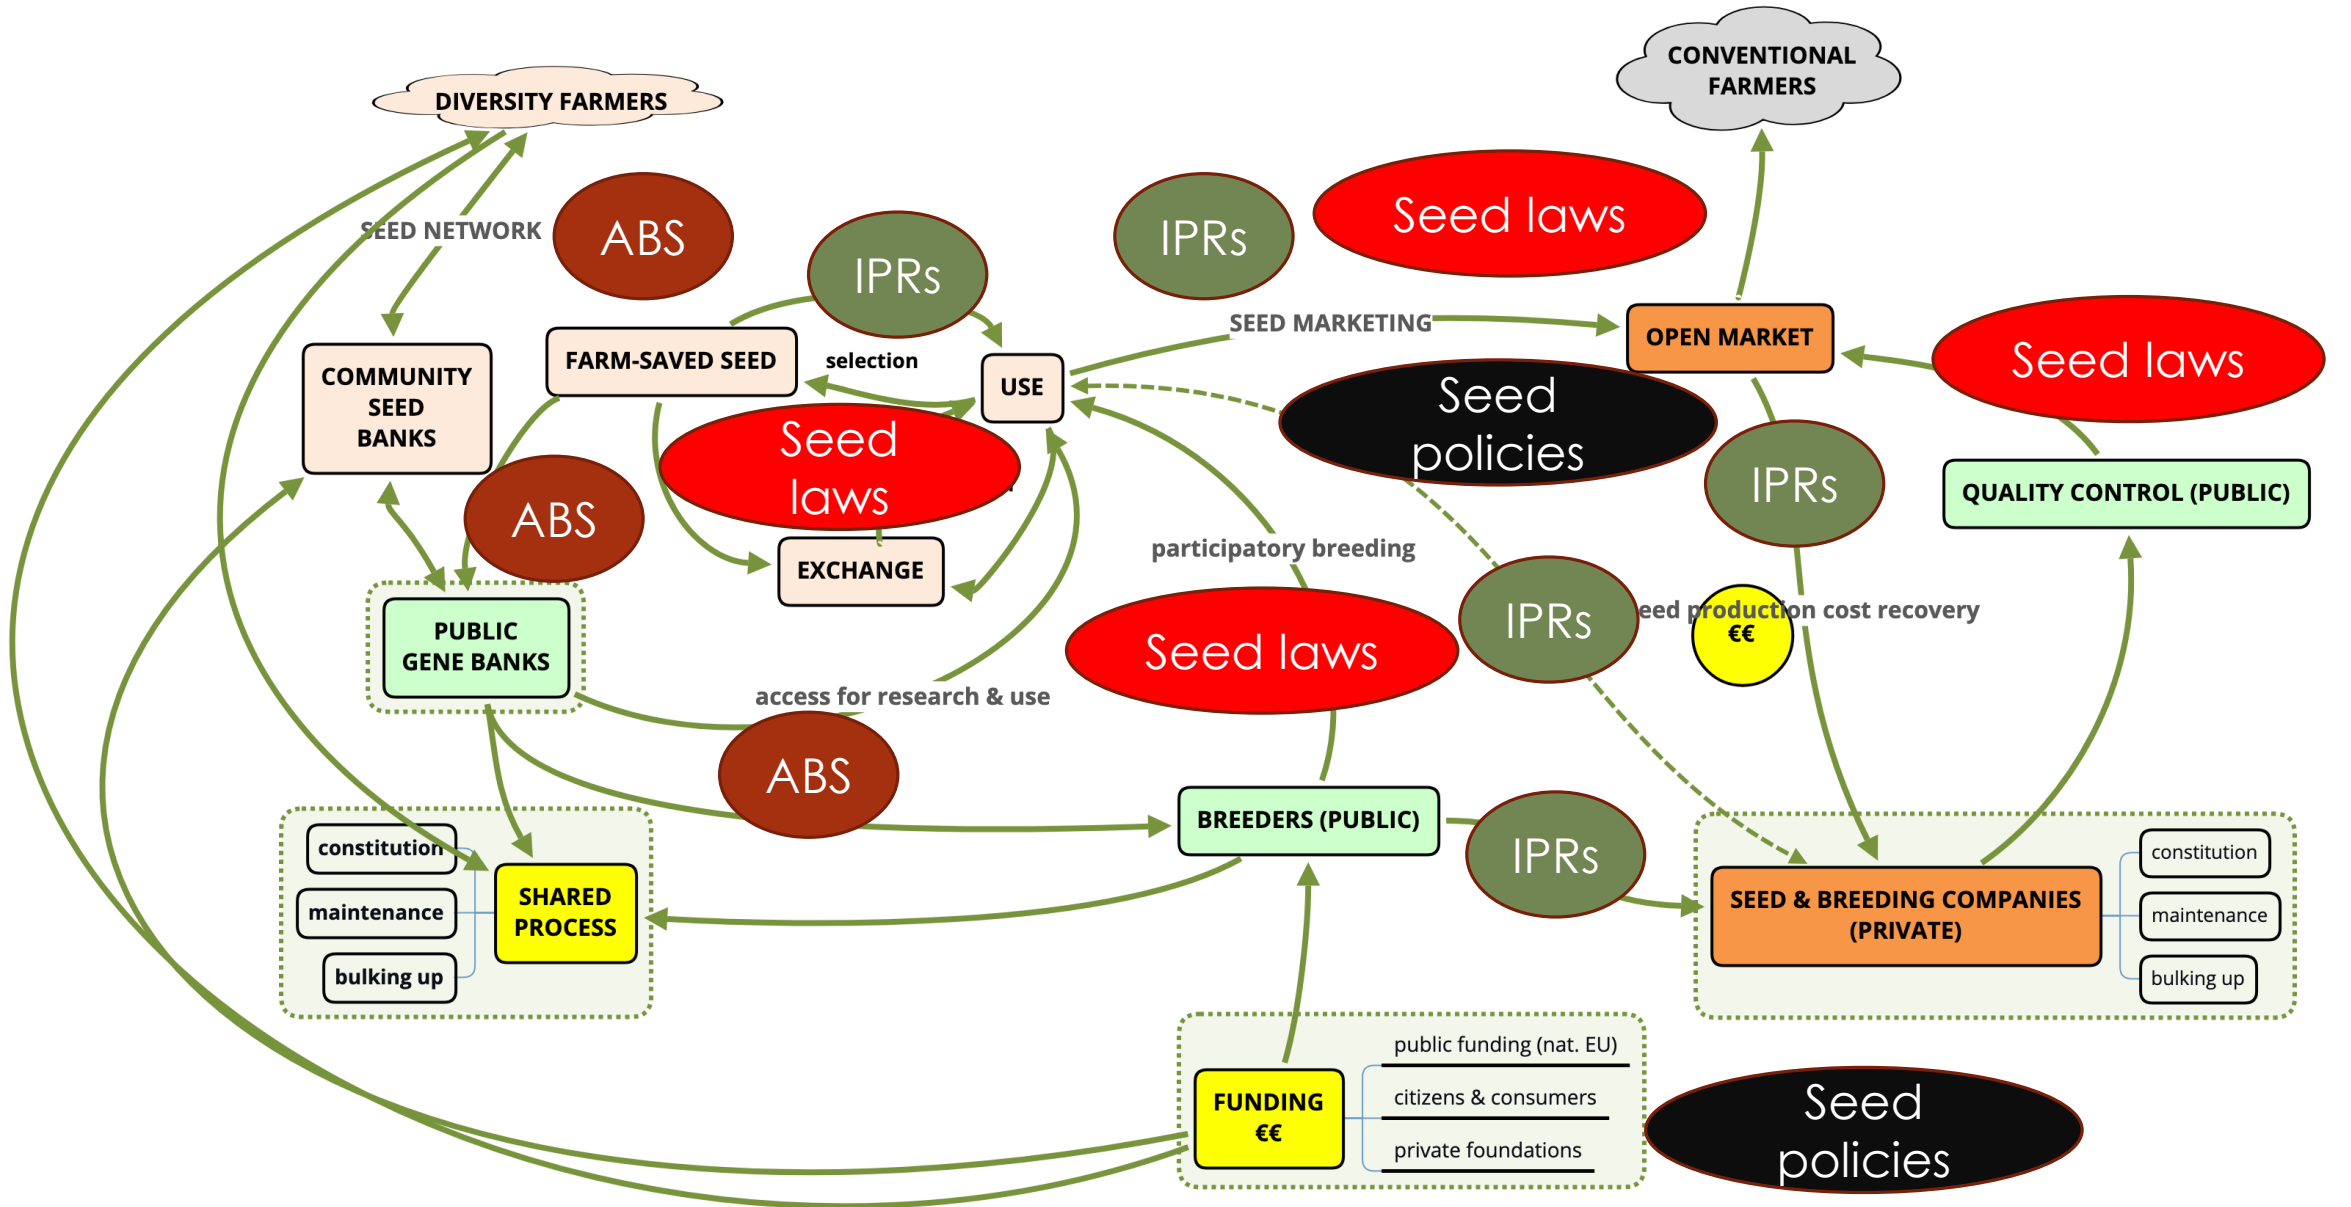 CONVENTIONAL
FARMERS
DIVERSITY FARMERS
SEED NETWORK
ABS
IPRs
IPRs
Seed laws
SEED MARKETING
OPEN MARKET
Seed laws
COMMUNITY
SEED
BANKS
FARM-SAVED SEED
selection
USE
Seed
policies
Seed
laws
IPRs
QUALITY CONTROL (PUBLIC)
ABS
EXCHANGE
participatory breeding
IPRs
eed production cost recovery
€€
PUBLIC
GENE BANKS
Seed laws
access for research & use
ABS
BREEDERS (PUBLIC)
IPRs
constitution
maintenance
bulking up
SHARED
PROCESS
SEED & BREEDING COMPANIES
(PRIVATE)
constitution
maintenance
bulking up
FUNDING
€€
public funding (nat. EU)
citizens & consumers
private foundations
Seed
policies